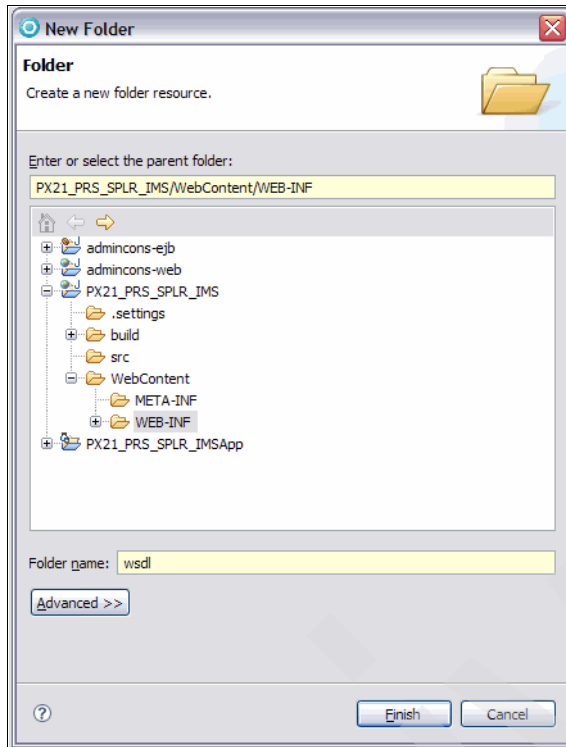 New Folder
Folder
Create a new folder resource.
Enter or select the parent folder:
PX21_PRS_SPLR_IMS/WebContent/WEB-INF
admincons-ejb
admincons-web
PX21_PRS_SPLR_IMS
.settings
build
src
WebContent
META-INF
WEB-INF
PX21_PRS_SPLR_IMSApp
Folder name: wsdl
Advanced >>
? Finish Cancel